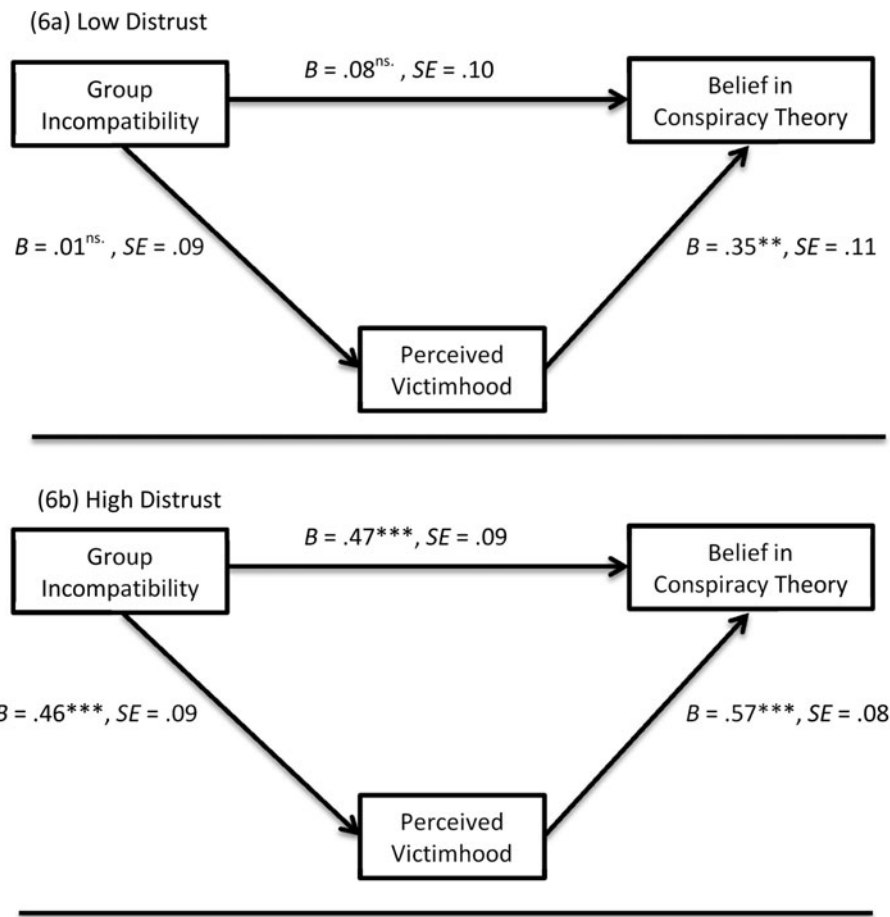 (6a) Low Distrust
B = .08ns. , SE = .10
Group
Incompatibility
Belief in
Conspiracy Theory
B = .01ns. , SE = .09
B = .35**, SE = .11
Perceived
Victimhood
(6b) High Distrust
B = .47***, SE = .09
Group
Incompatibility
Belief in
Conspiracy Theory
B = .46***, SE = .09
B = .57***, SE = .08
Perceived
Victimhood